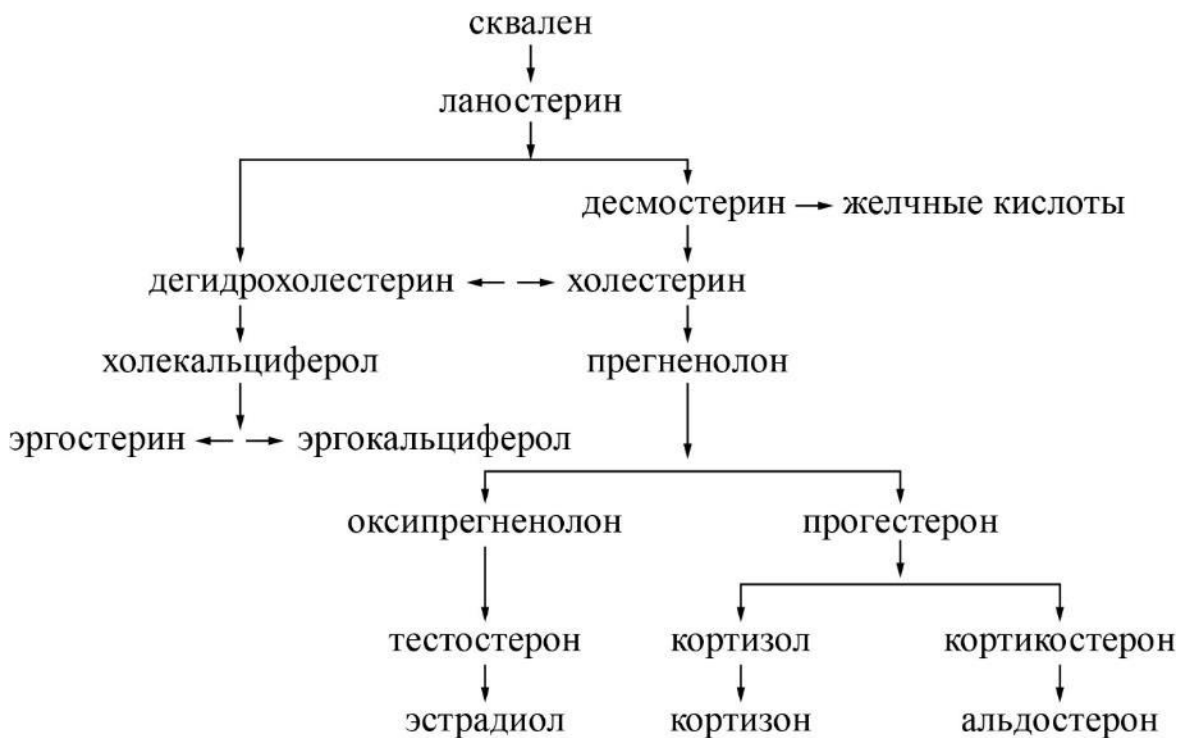 сквален
ланостерин
десмостерин желчные кислоты
дегидрохолестерин холестерин
холекальциферол прегненолон
эргостерин эргокальциферол
оксипрегненолон прогестерон
тестостерон кортизол кортикостерон
эстрадиол кортизон альдостерон